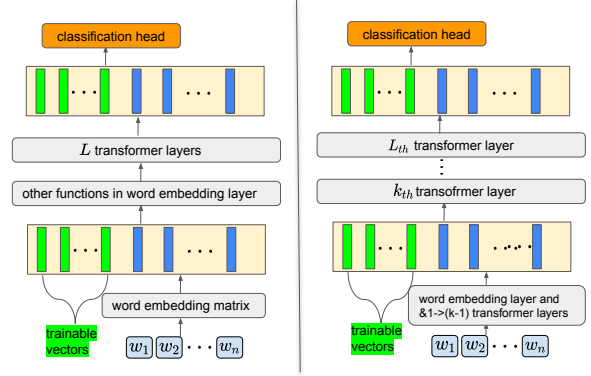 classification head
L transformer layers
other functions in word embedding layer
word embedding matrix
trainable
vectors
w1 w2 ... wn
classification head
Lth transformer layer
kth transofrmer layer
word embedding layer and
&1->(k-1) transformer layers
trainable
vectors
w1 w2 ... wn